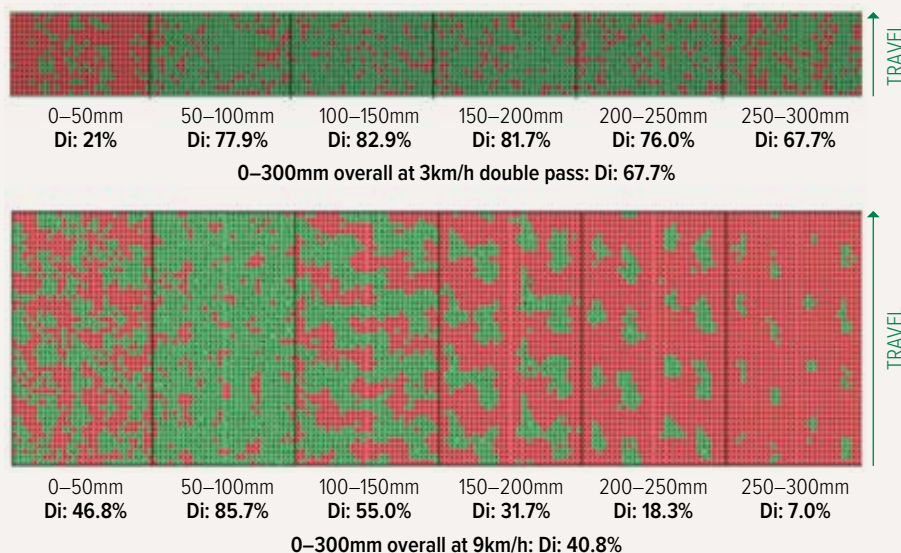 TRAVEL
0–50mm 50–100mm 100–150mm 150–200mm 200–250mm 250–300mm
Di: 21% Di: 77.9% Di: 82.9% Di: 81.7% Di: 76.0% Di: 67.7%
0–300mm overall at 3km/h double pass: Di: 67.7%
TRAVEL
0–50mm 50–100mm 100–150mm 150–200mm 200–250mm 250–300mm
Di: 46.8% Di: 85.7% Di: 55.0% Di: 31.7% Di: 18.3% Di: 7.0%
0–300mm overall at 9km/h: Di: 40.8%